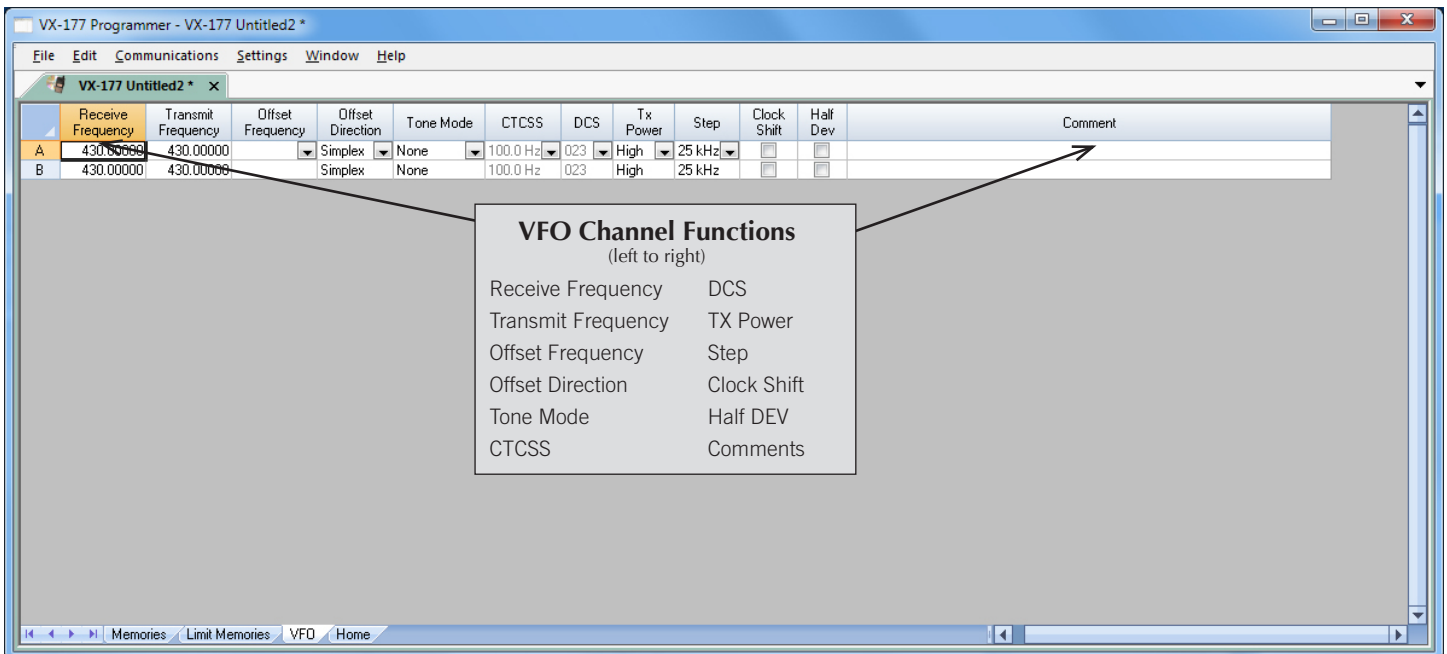 VX-177 Programmer - VX-177 Untitled2 *
File Edit Communications Settings Window Help
VX-177 Untitled2 * x
Receive Frequency Transmit Frequency Offset Frequency Offset Direction Tone Mode CTCSS DCS Tx Power Step Clock Shift Half Dev Comment
A 430.00000 430.00000 Simplex None 100.0 Hz 023 High 25 kHz
B 430.00000 430.00000 Simplex None 100.0 Hz 023 High 25 kHz
VFO Channel Functions
(left to right)
Receive Frequency DCS
Transmit Frequency TX Power
Offset Frequency Step
Offset Direction Clock Shift
Tone Mode Half DEV
CTCSS Comments
Memories Limit Memories VFO Home